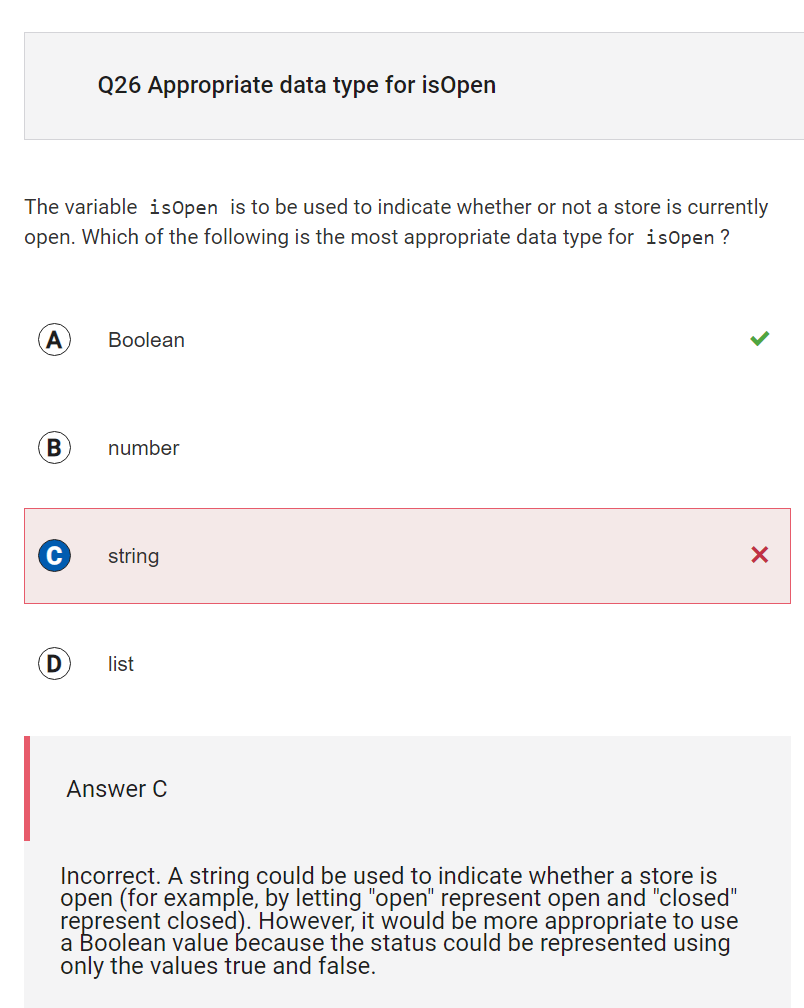 Q26 Appropriate data type for isOpen
The variable isOpen is to be used to indicate whether or not a store is currently
open. Which of the following is the most appropriate data type for isOpen ?
A Boolean
B number
C string
D list
Answer C
Incorrect. A string could be used to indicate whether a store is
open (for example, by letting "open" represent open and "closed"
represent closed). However, it would be more appropriate to use
a Boolean value because the status could be represented using
only the values true and false.